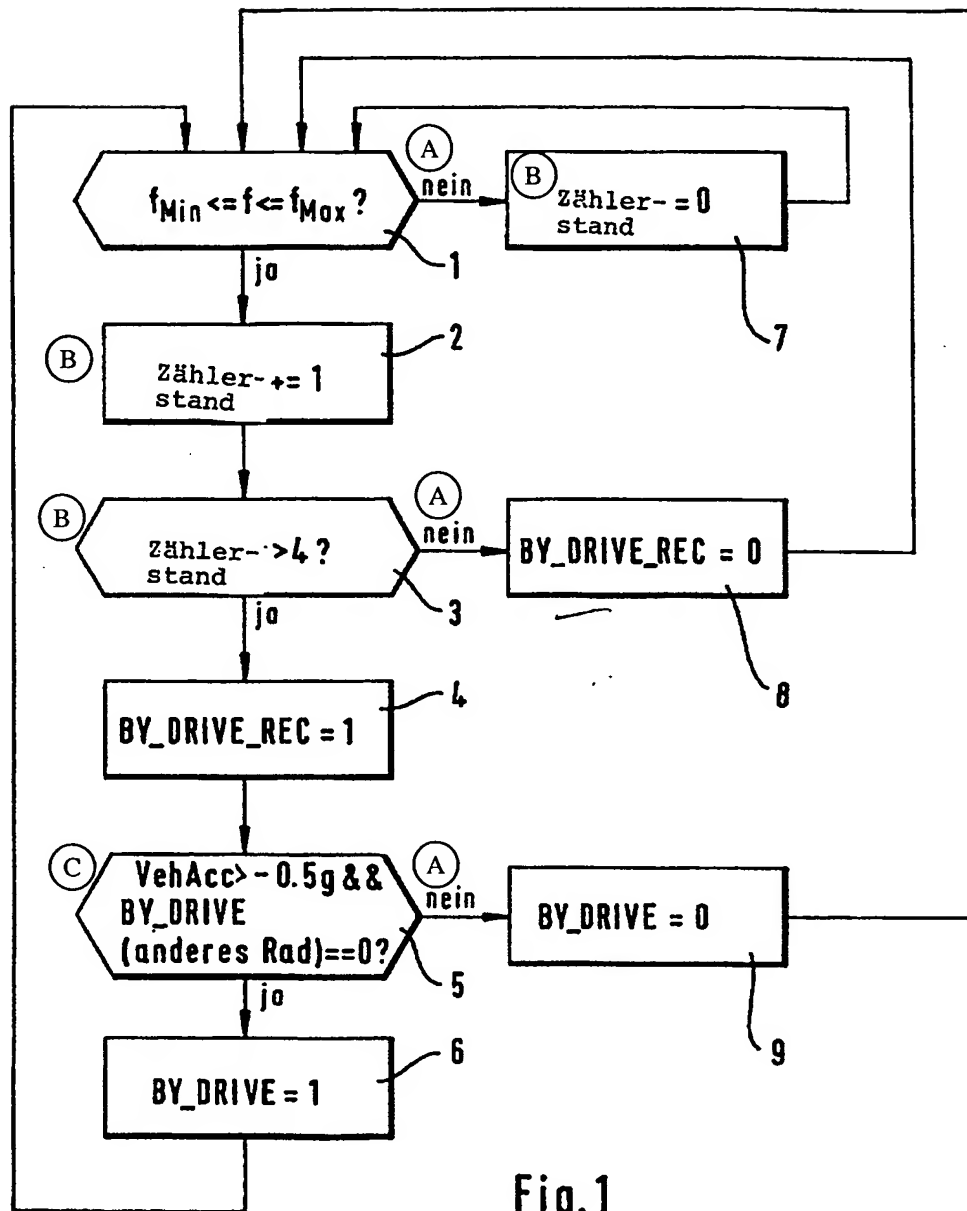 A
fMin <= f <= fMax ?
nein
B
Zähler- = 0
stand
1
ja
7
2
B
Zähler- += 1
stand
A
B
nein
Zähler- > 4 ?
stand
BY_DRIVE_REC = 0
3
ja
8
4
BY_DRIVE_REC = 1
C
A
VehAcc > - 0.5g &&
nein
BY_DRIVE
BY_DRIVE = 0
(anderes Rad)==0?
5
ja
9
6
BY_DRIVE = 1
Fig.1